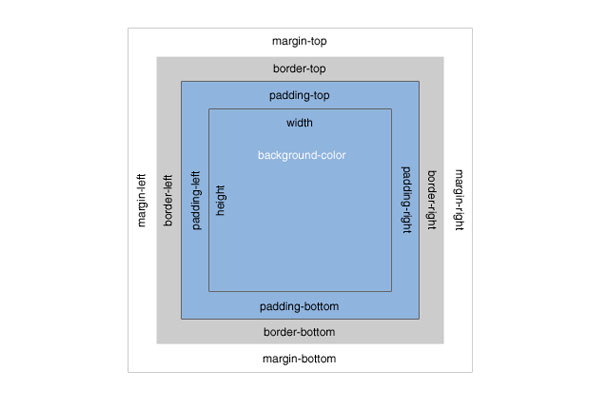 margin-top
border-top
padding-top
width
background-color
margin-left
border-left
padding-left
height
padding-right
border-right
margin-right
padding-bottom
border-bottom
margin-bottom